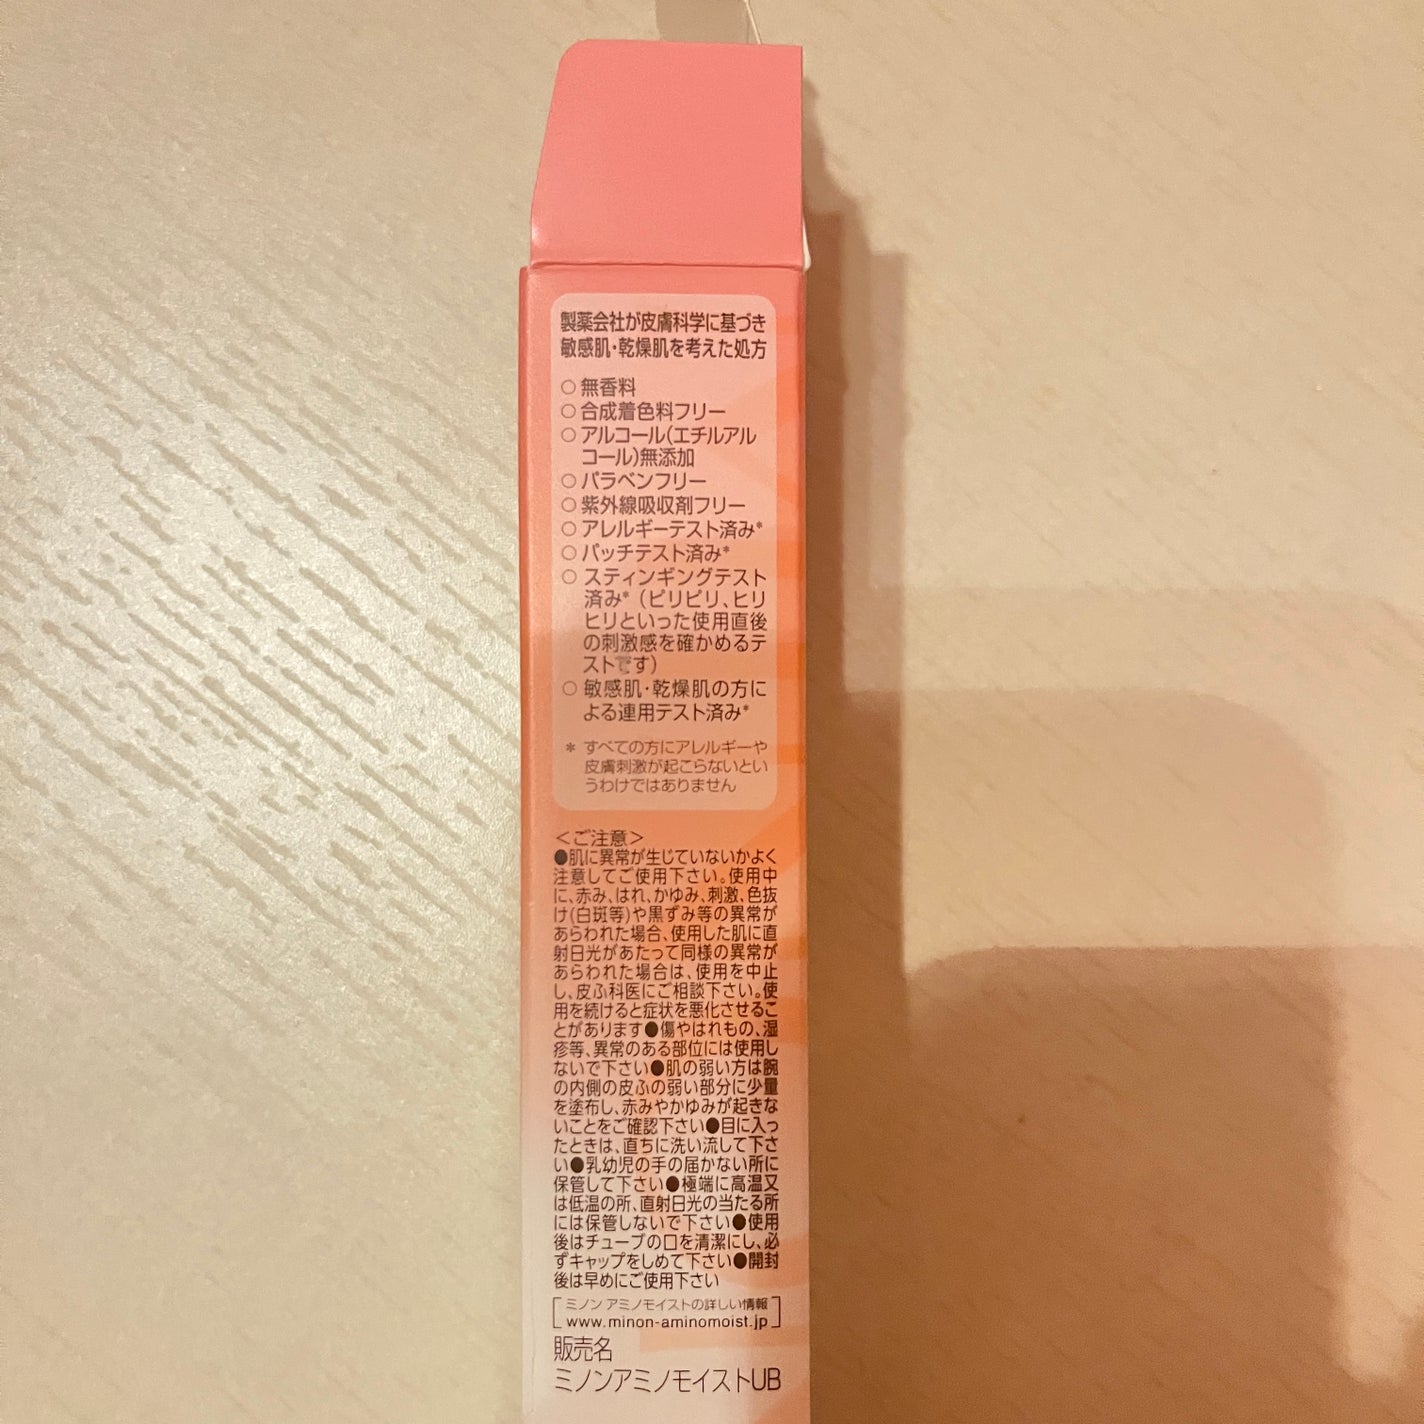 製薬会社が皮膚科学に基づき
敏感肌・乾燥肌を考えた処方
○ 無香料
○ 合成着色料フリー
○ アルコール(エチルアル
コール)無添加
○ パラベンフリー
○ 紫外線吸収剤フリー
○ アレルギーテスト済み*
○ パッチテスト済み*
○ スティンギングテスト
済み*(ピリピリ、ヒリ
ヒリといった使用直後
の刺激感を確かめるテ
ストです)
○ 敏感肌・乾燥肌の方に
よる連用テスト済み*
* すべての方にアレルギーや
皮膚刺激が起こらないとい
うわけではありません
<ご注意>
●肌に異常が生じていないかよく
注意してご使用下さい。使用中
に、赤み、はれ、かゆみ、刺激、色抜
け(白斑等)や黒ずみ等の異常が
あらわれた場合、使用した肌に直
射日光があたって同様の異常が
あらわれた場合は、使用を中止
し、皮ふ科医にご相談下さい。使
用を続けると症状を悪化させるこ
とがあります●傷やはれもの、湿
疹等、異常のある部位には使用し
ないで下さい●肌の弱い方は腕
の内側の皮ふの弱い部分に少量
を塗布し、赤みやかゆみが起きな
いことをご確認下さい●目に入っ
たときは、直ちに洗い流して下さ
い●乳幼児の手の届かない所に
保管して下さい●極端に高温又
は低温の所、直射日光の当たる所
には保管しないで下さい●使用
後はチューブの口を清潔にし、必
ずキャップをしめて下さい●開封
後は早めにご使用下さい
ミノン アミノモイストの詳しい情報
www.minon-aminomoist.jp
販売名
ミノンアミノモイストUB